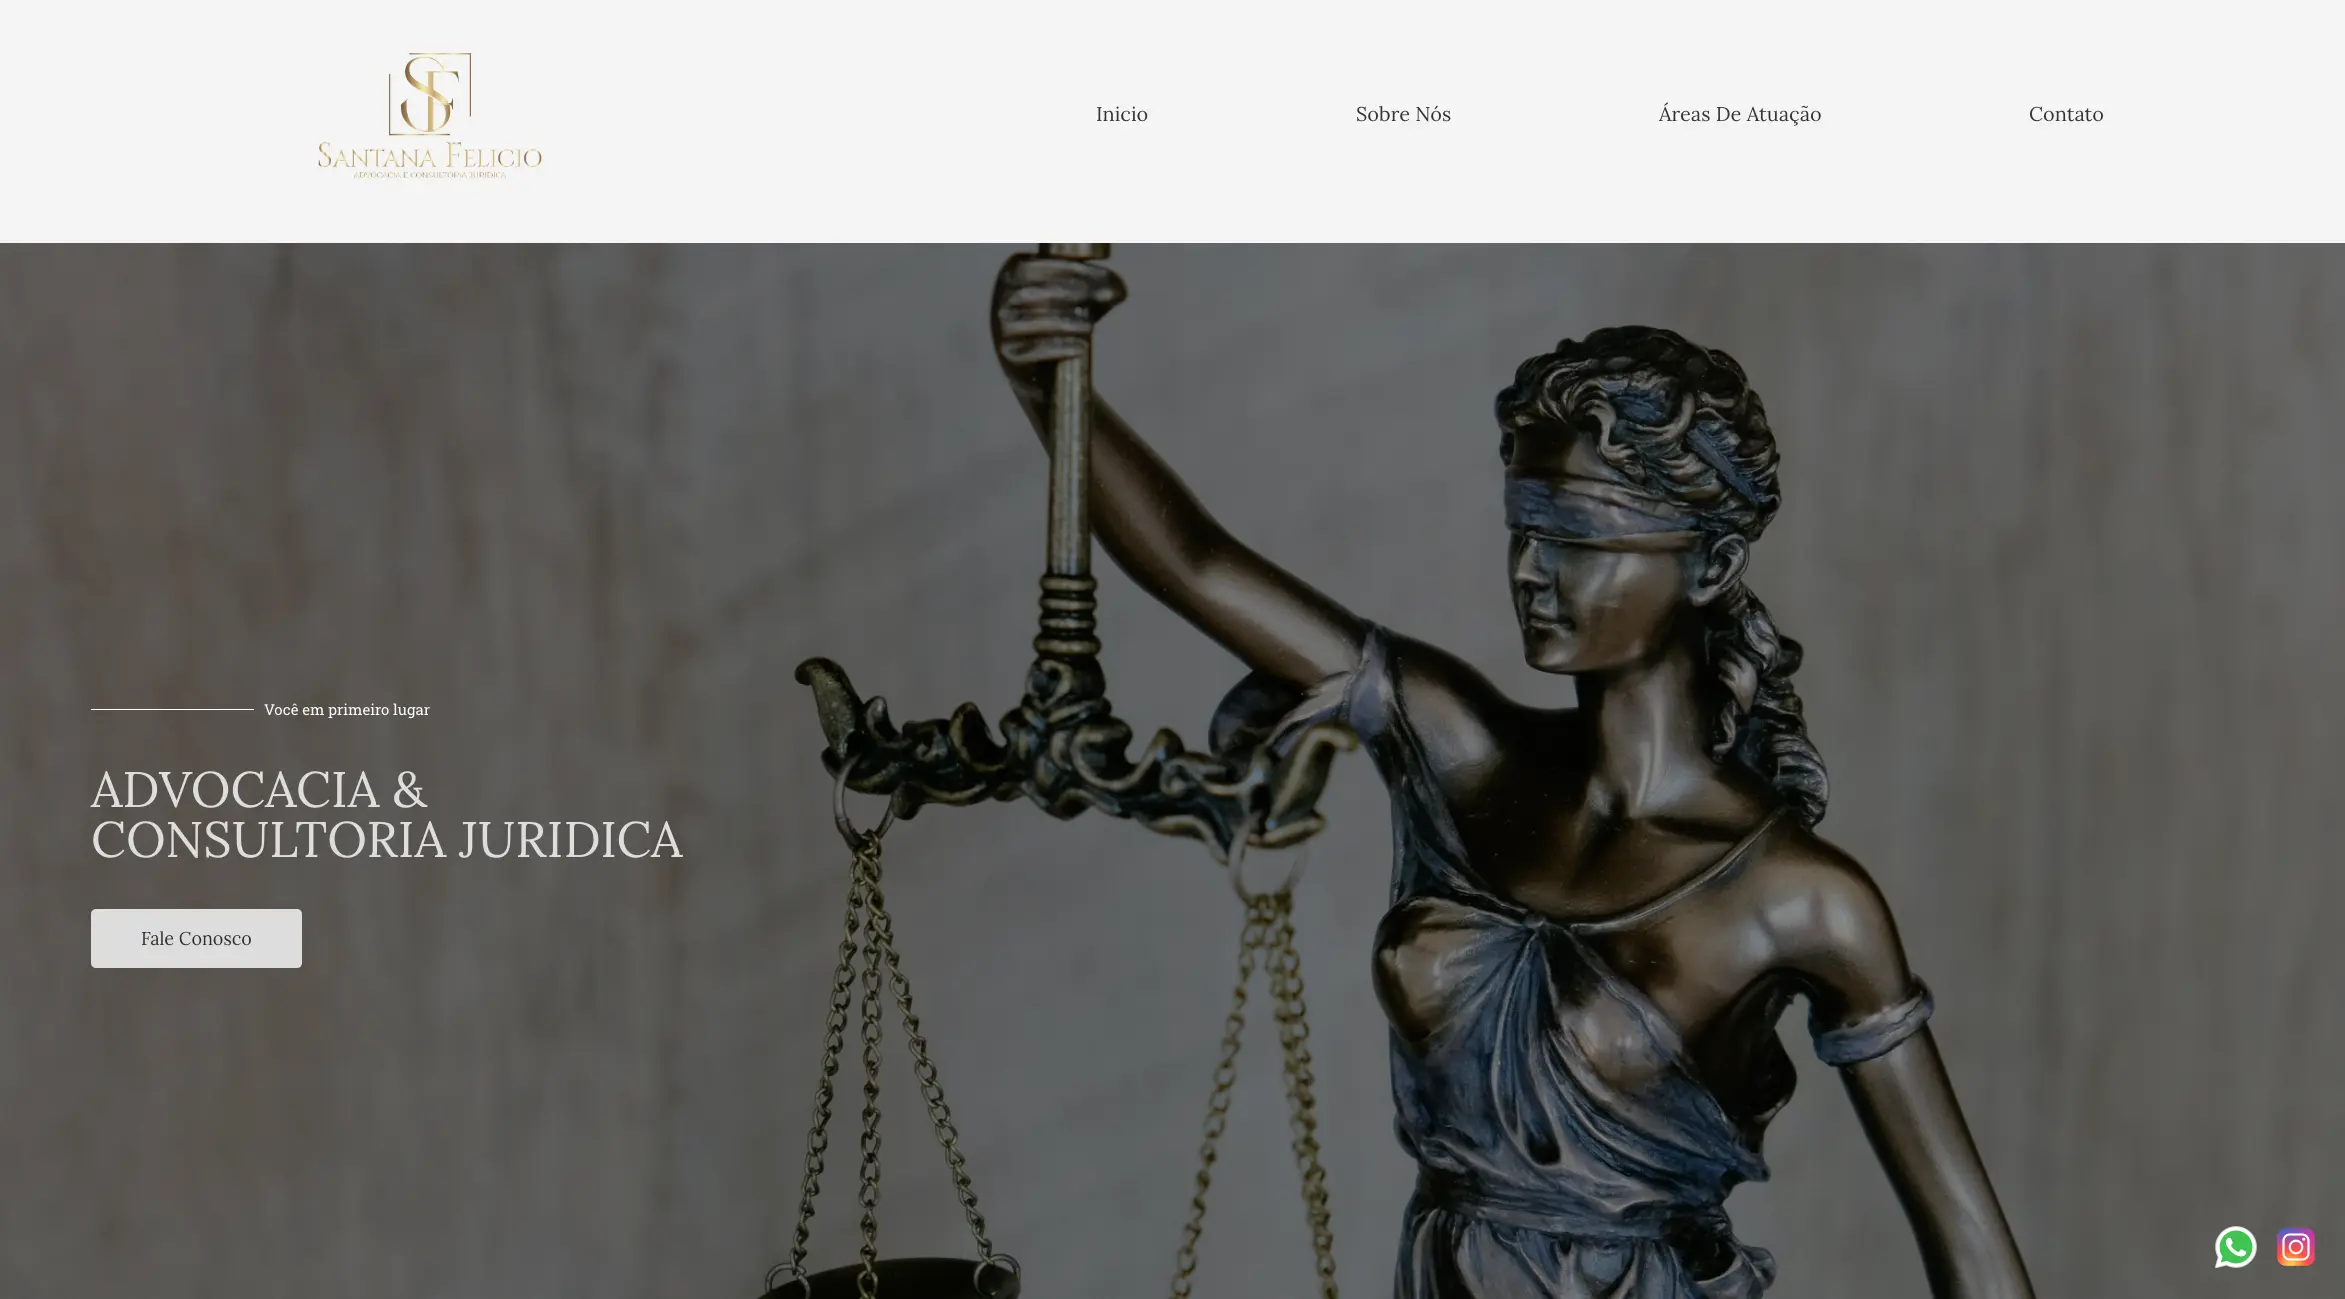 SF
SANTANA FELICIO
ADVOCACIA E CONSULTORIA JURIDICA
Inicio
Sobre Nós
Áreas De Atuação
Contato
Você em primeiro lugar
ADVOCACIA &
CONSULTORIA JURIDICA
Fale Conosco